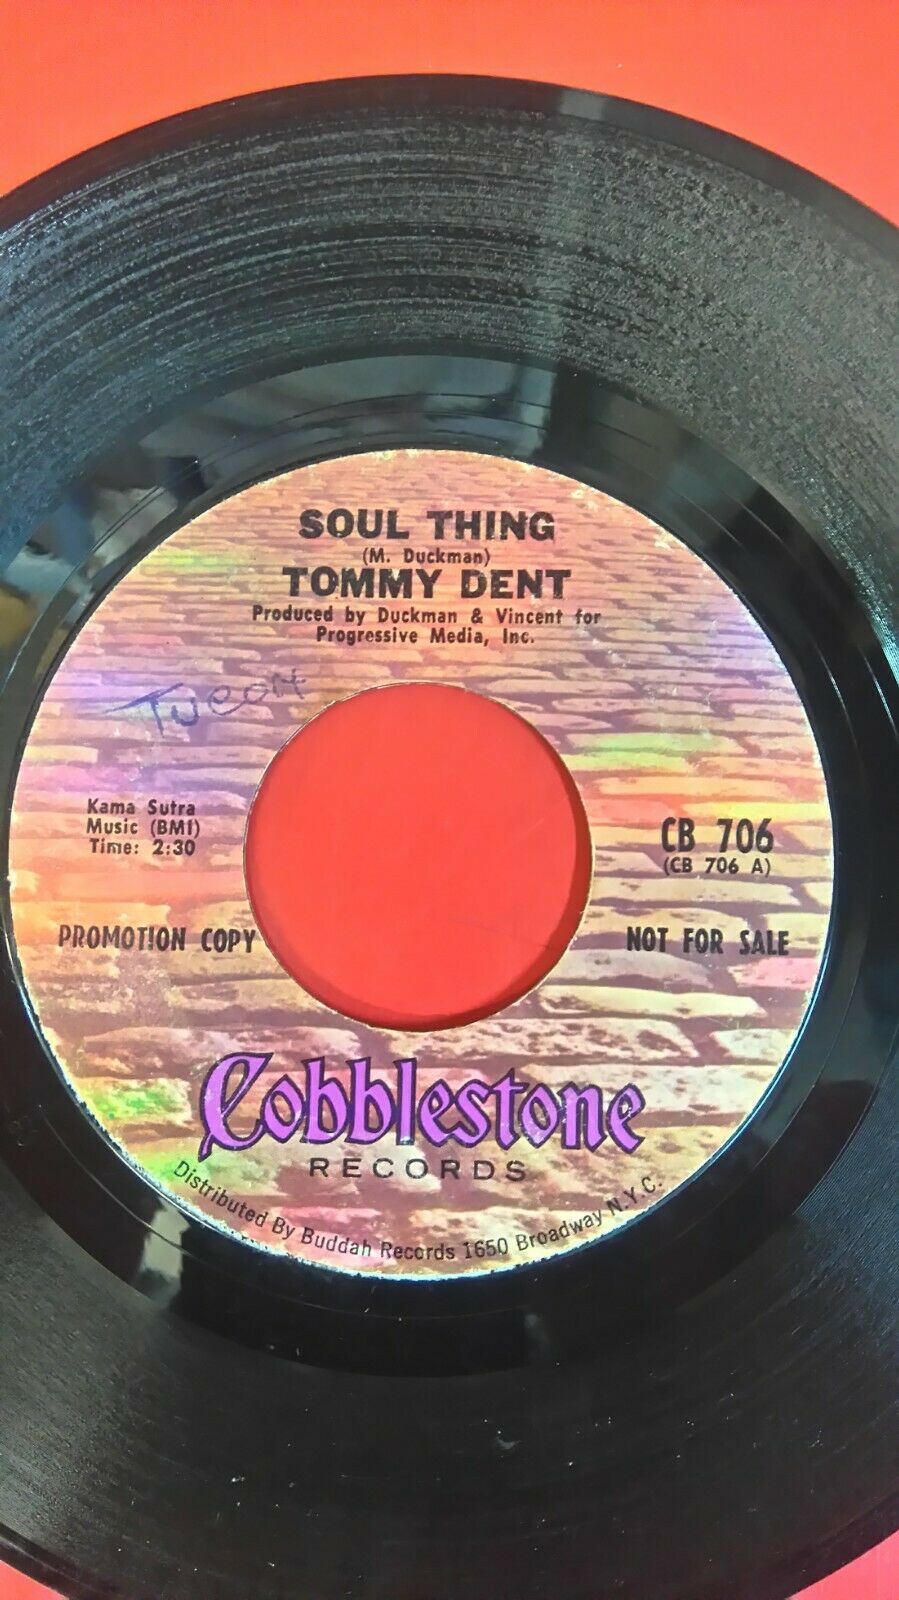 SOUL THING
(M. Duckman)
TOMMY DENT
Produced by Duckman & Vincent for
Progressive Media, Inc.
Kama Sutra
Music (BMI)
Time: 2:30
CB 706
(CB 706 A)
PROMOTION COPY
NOT FOR SALE
Cobblestone
RECORDS
Distributed By Buddah Records 1650 Broadway N.Y.C.